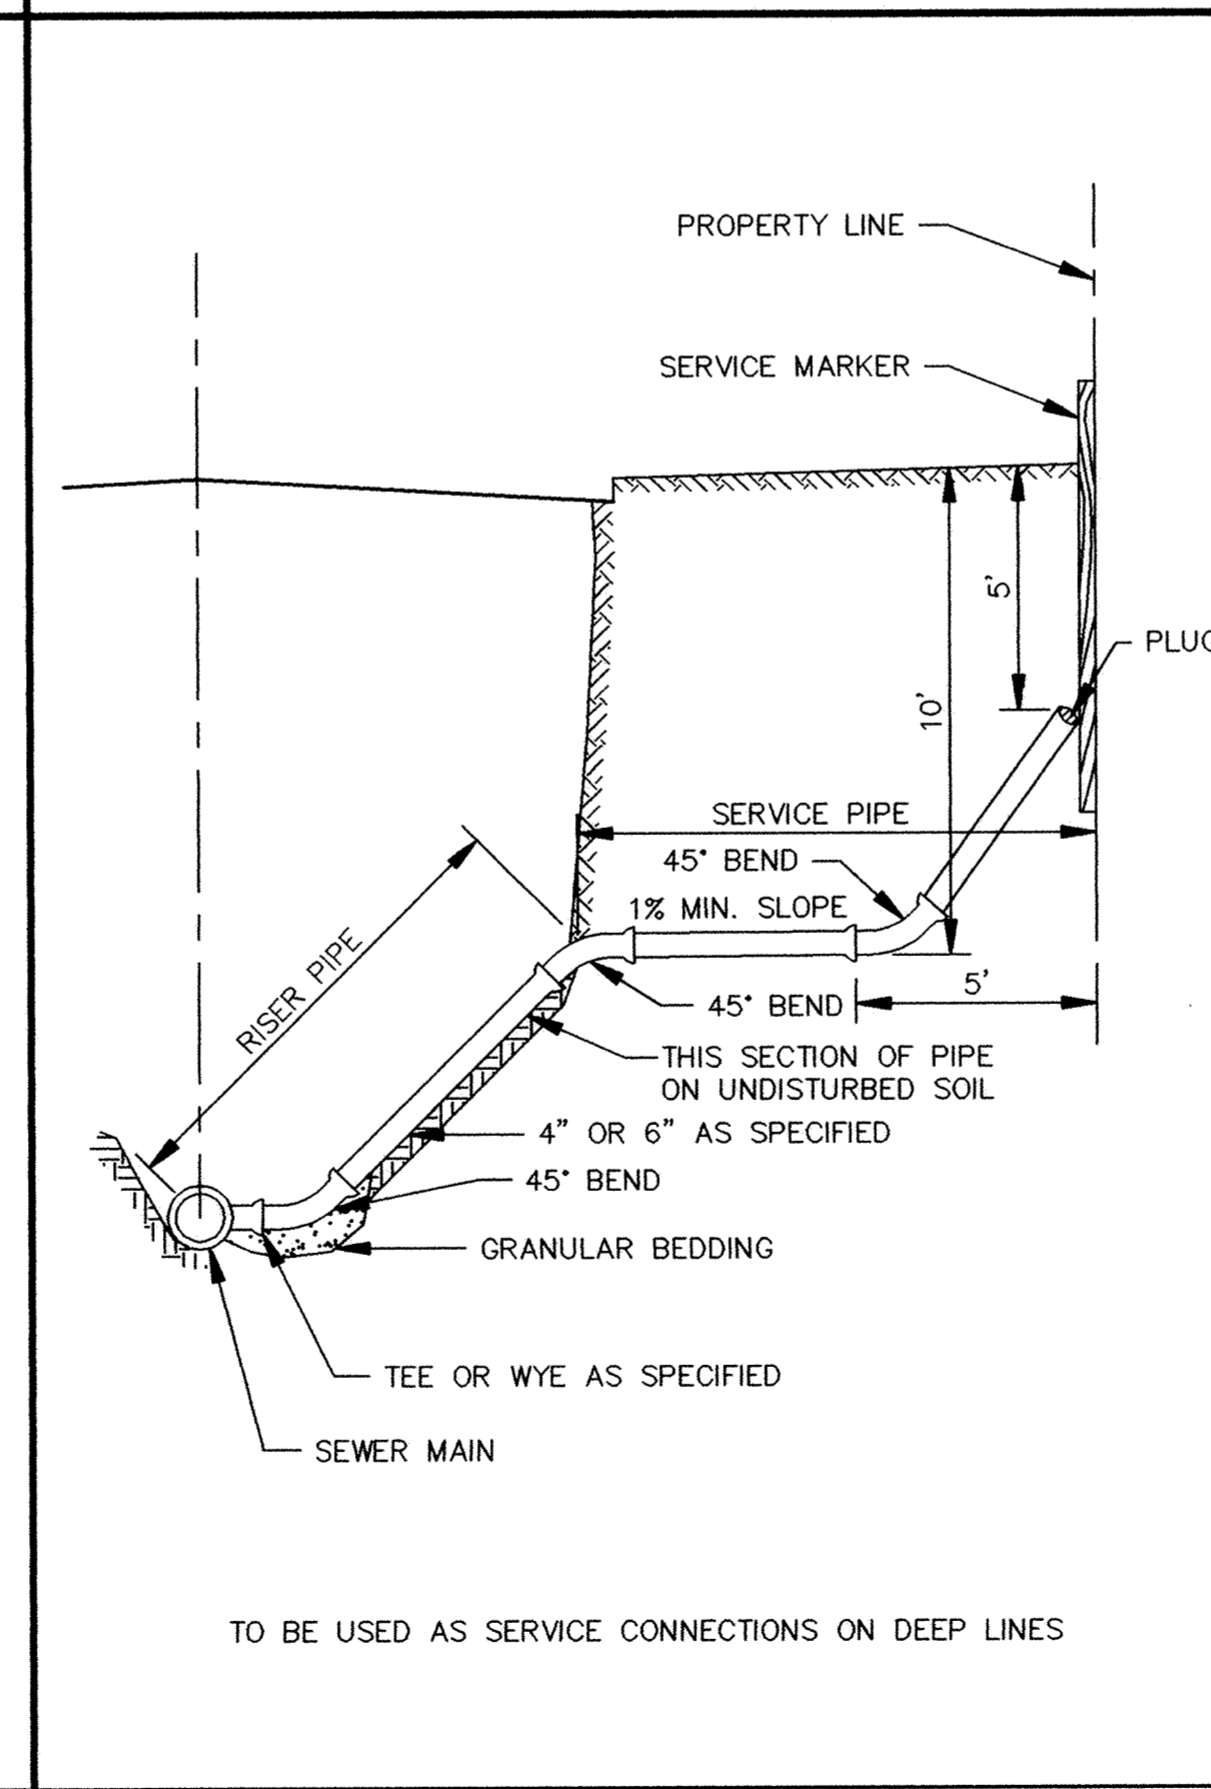 PROPERTY LINE
SERVICE MARKER
5'
PLUG
10'
SERVICE PIPE
45° BEND
1% MIN. SLOPE
RISER PIPE
5'
45° BEND
THIS SECTION OF PIPE
ON UNDISTURBED SOIL
4" OR 6" AS SPECIFIED
45° BEND
GRANULAR BEDDING
TEE OR WYE AS SPECIFIED
SEWER MAIN
TO BE USED AS SERVICE CONNECTIONS ON DEEP LINES